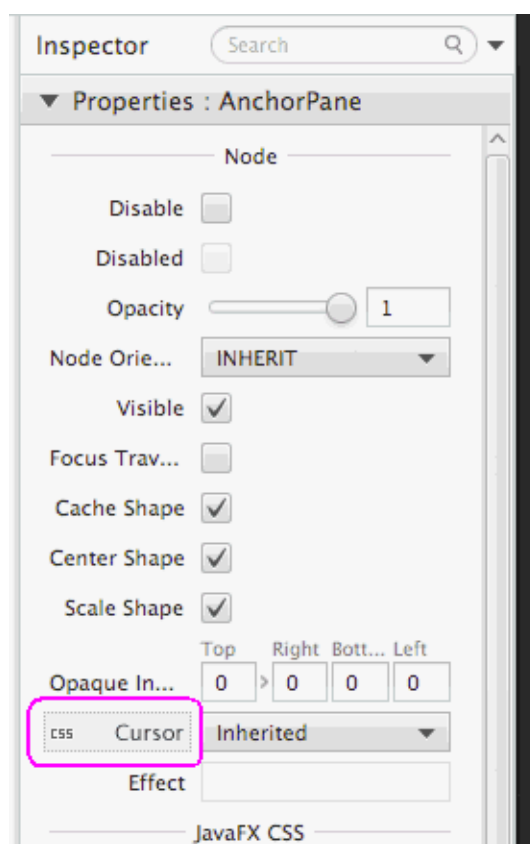 Inspector Search
Properties : AnchorPane
Node
Disable
Disabled
Opacity 1
Node Orie... INHERIT
Visible
Focus Trav...
Cache Shape
Center Shape
Scale Shape
Top Right Bott... Left
Opaque In... 0 > 0 0 0
css Cursor Inherited
Effect
JavaFX CSS